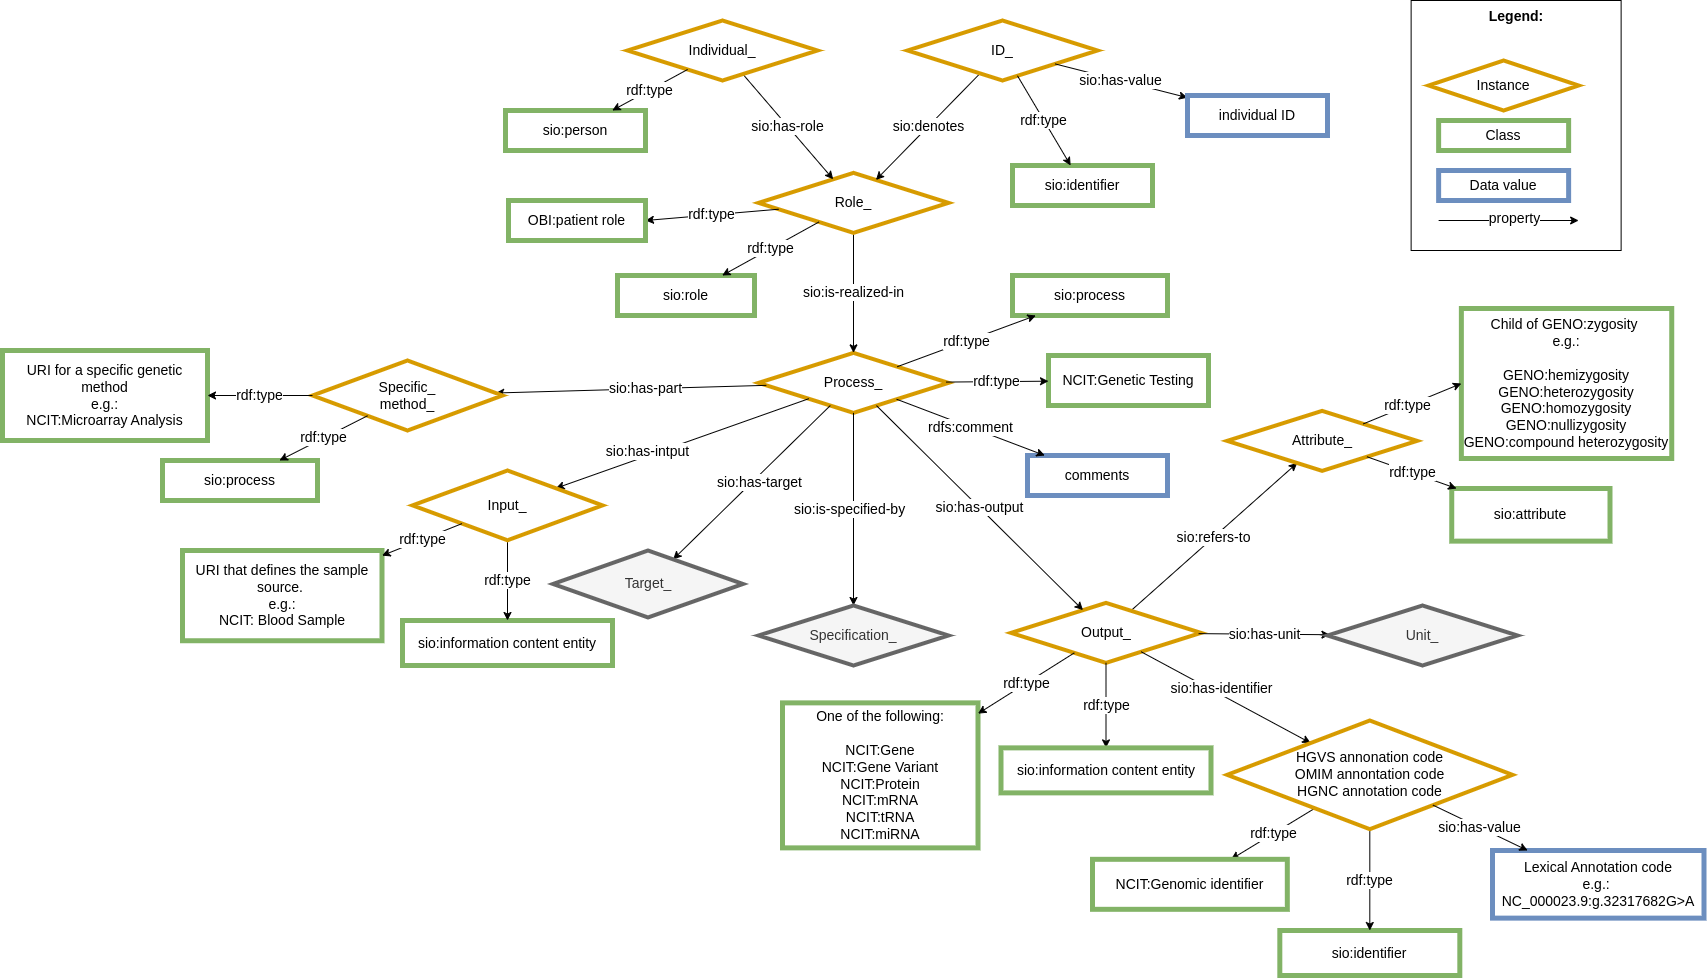 Legend:
Individual_
ID_
Instance
rdf:type
sio:has-value
sio:person
sio:has-role
sio:denotes
rdf:type
individual ID
Class
sio:identifier
Data value
Role_
OBI:patient role
rdf:type
property
rdf:type
sio:role
sio:is-realized-in
sio:process
rdf:type
Child of GENO:zygosity
e.g.:
GENO:hemizygosity
GENO:heterozygosity
GENO:homozygosity
GENO:nullizygosity
GENO:compound heterozygosity
URI for a specific genetic
method
e.g.:
NCIT:Microarray Analysis
rdf:type
Specific_
method_
sio:has-part
Process_
rdf:type
NCIT:Genetic Testing
rdf:type
rdf:type
sio:process
sio:has-intput
rdfs:comment
comments
Attribute_
rdf:type
sio:attribute
Input_
sio:has-target
sio:is-specified-by
sio:has-output
sio:refers-to
rdf:type
rdf:type
URI that defines the sample
source.
e.g.:
NCIT: Blood Sample
Target_
sio:information content entity
Specification_
Output_
sio:has-unit
Unit_
rdf:type
rdf:type
sio:has-identifier
One of the following:
NCIT:Gene
NCIT:Gene Variant
NCIT:Protein
NCIT:mRNA
NCIT:tRNA
NCIT:miRNA
sio:information content entity
HGVS annonation code
OMIM annontation code
HGNC annotation code
rdf:type
sio:has-value
NCIT:Genomic identifier
rdf:type
Lexical Annotation code
e.g.:
NC_000023.9:g.32317682G>A
sio:identifier